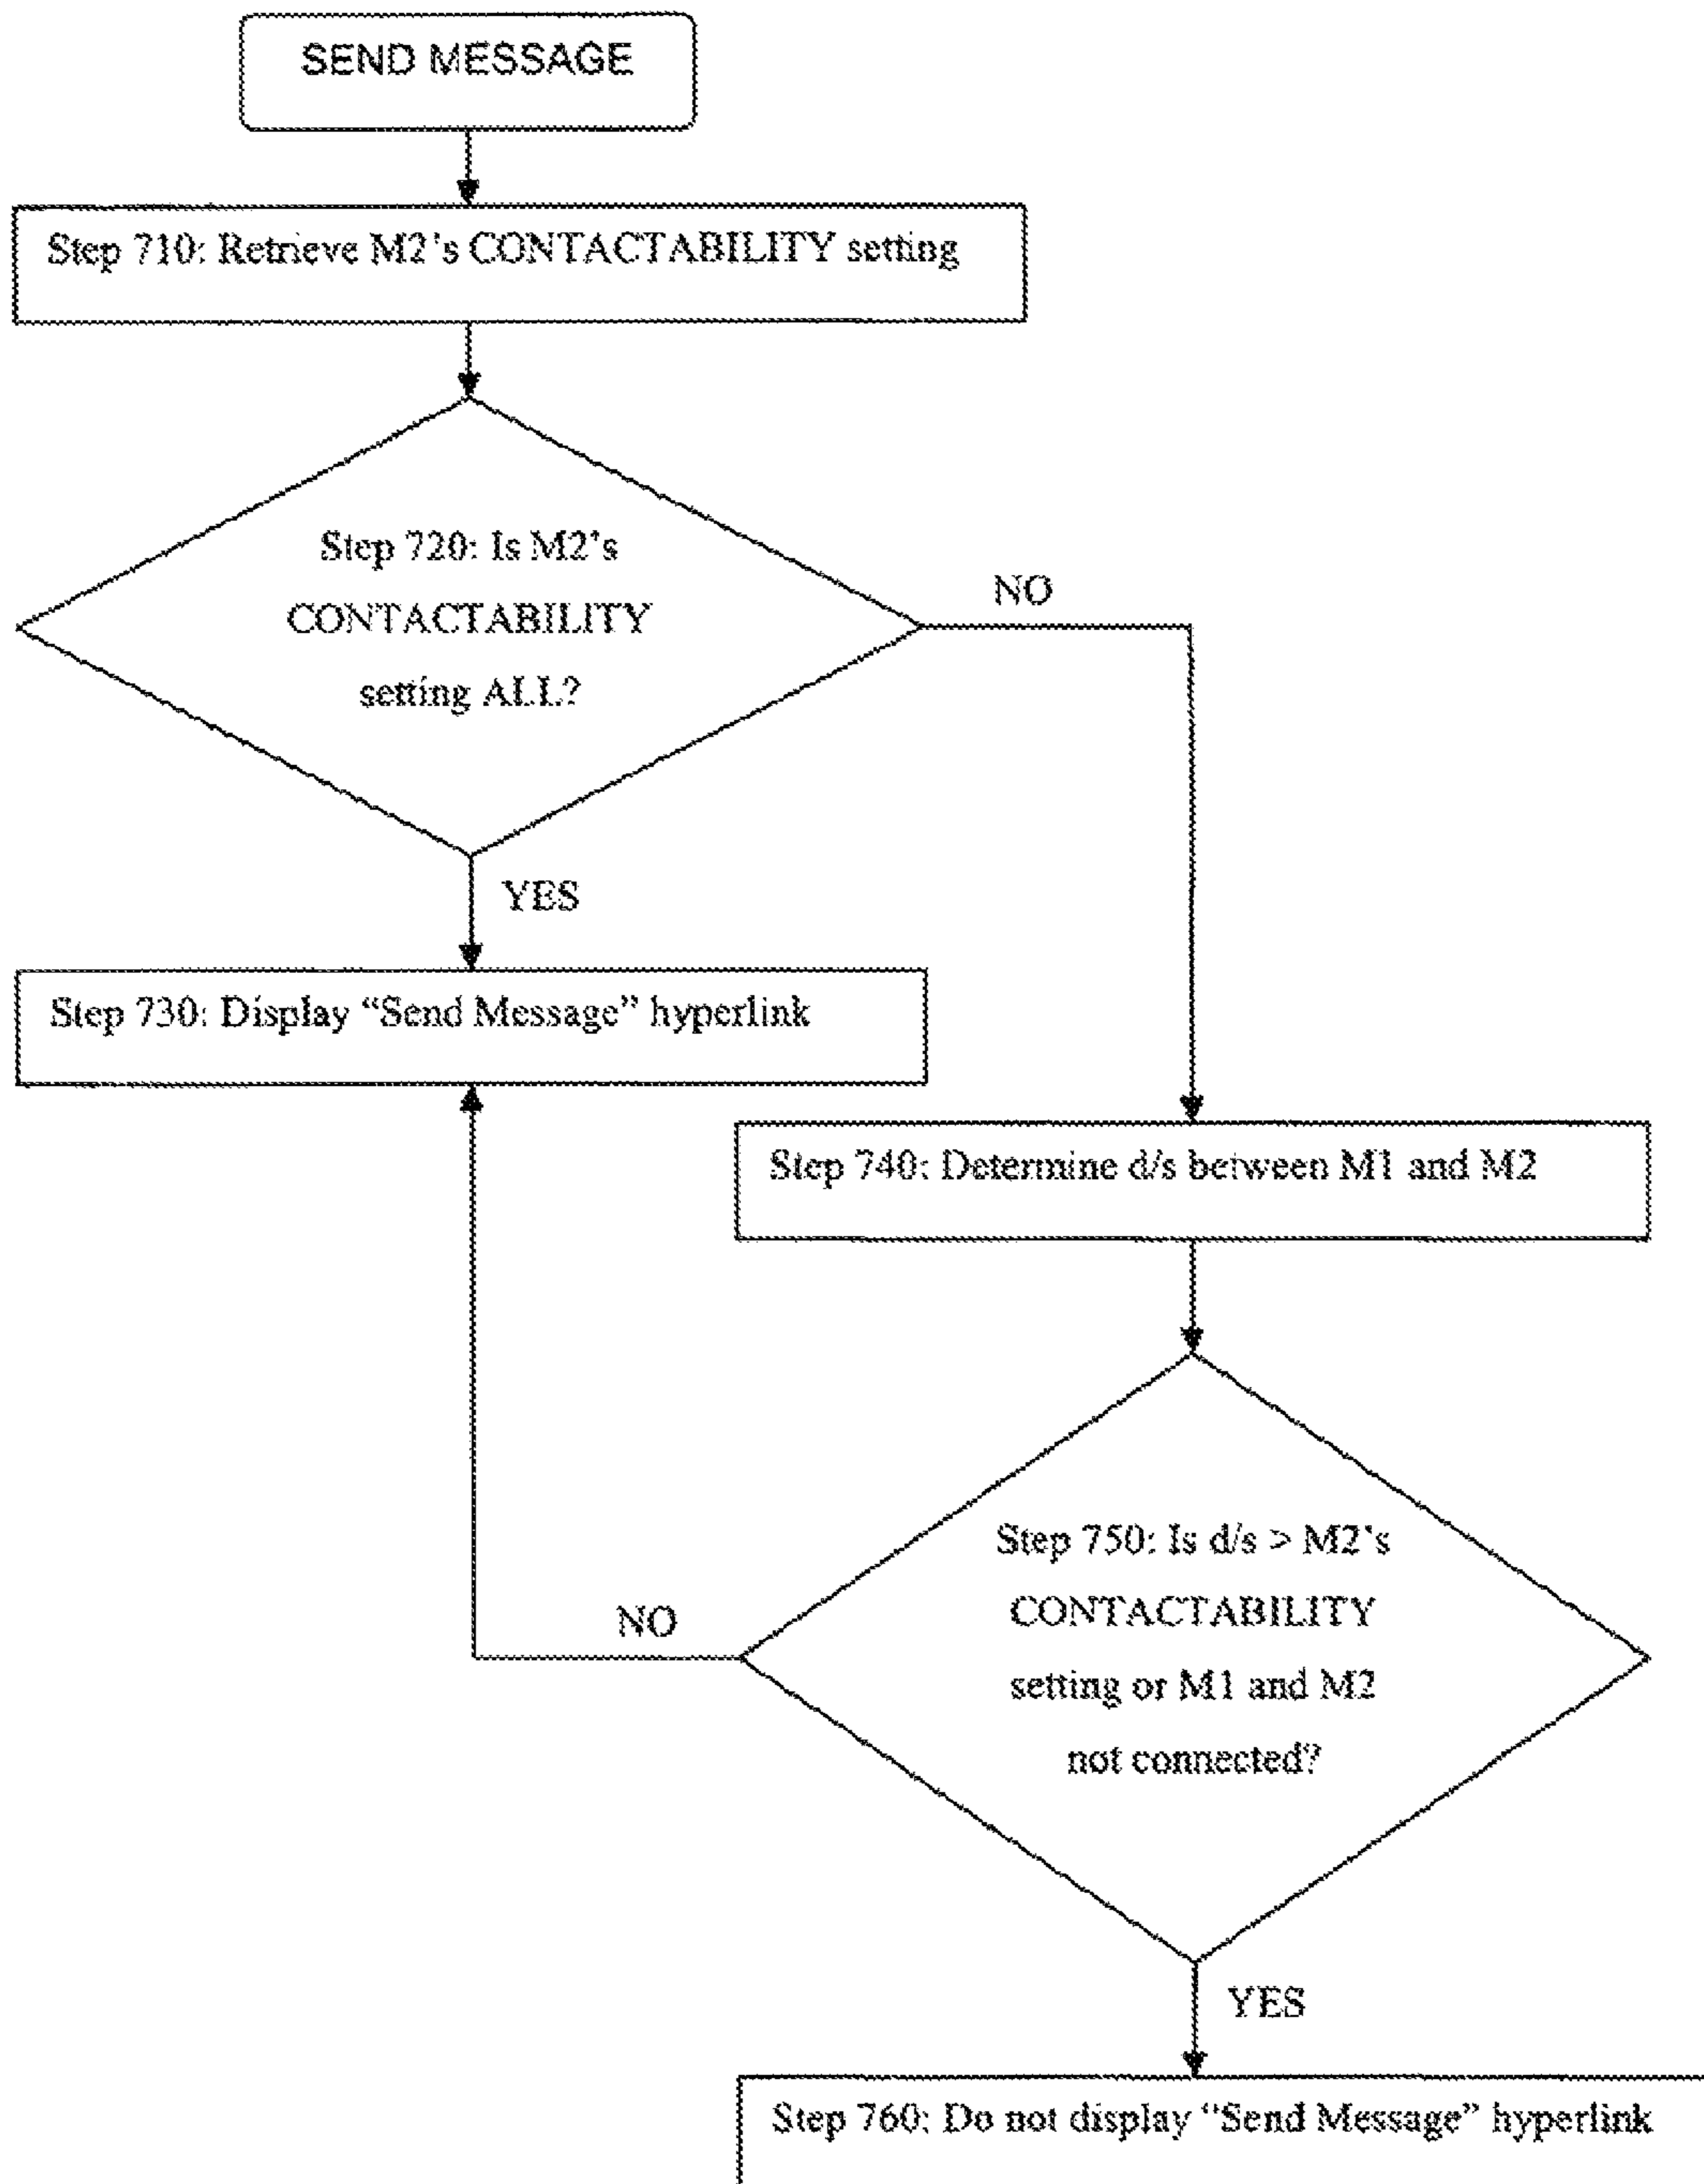 SEND MESSAGE
Step 710: Retrieve M2's CONTACTABILITY setting
Step 720: Is M2's
CONTACTABILITY
setting ALL?
NO
YES
Step 730: Display “Send Message” hyperlink
Step 740: Determine d/s between M1 and M2
Step 750: Is d/s > M2's
CONTACTABILITY
setting or M1 and M2
not connected?
NO
YES
Step 760: Do not display “Send Message” hyperlink